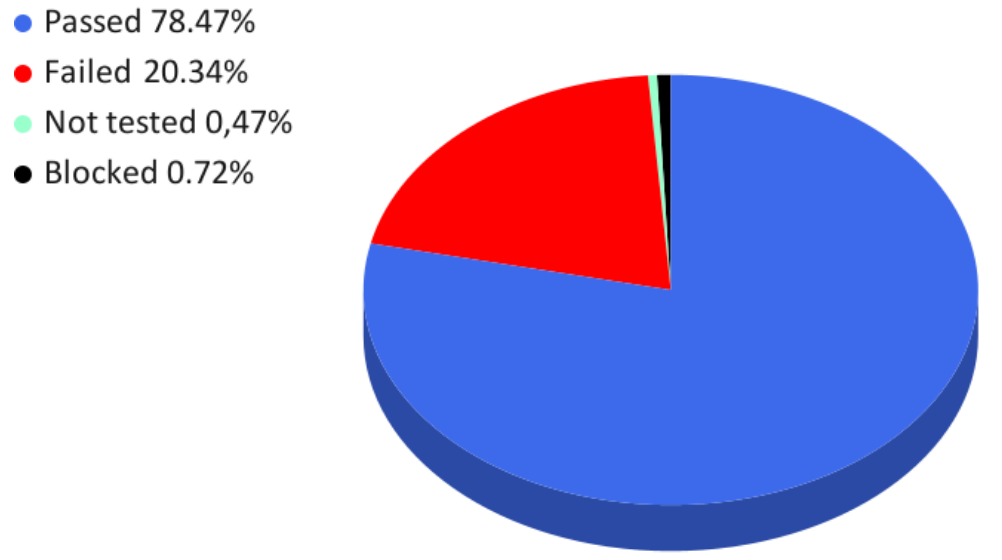 Passed 78.47%
Failed 20.34%
Not tested 0,47%
Blocked 0.72%